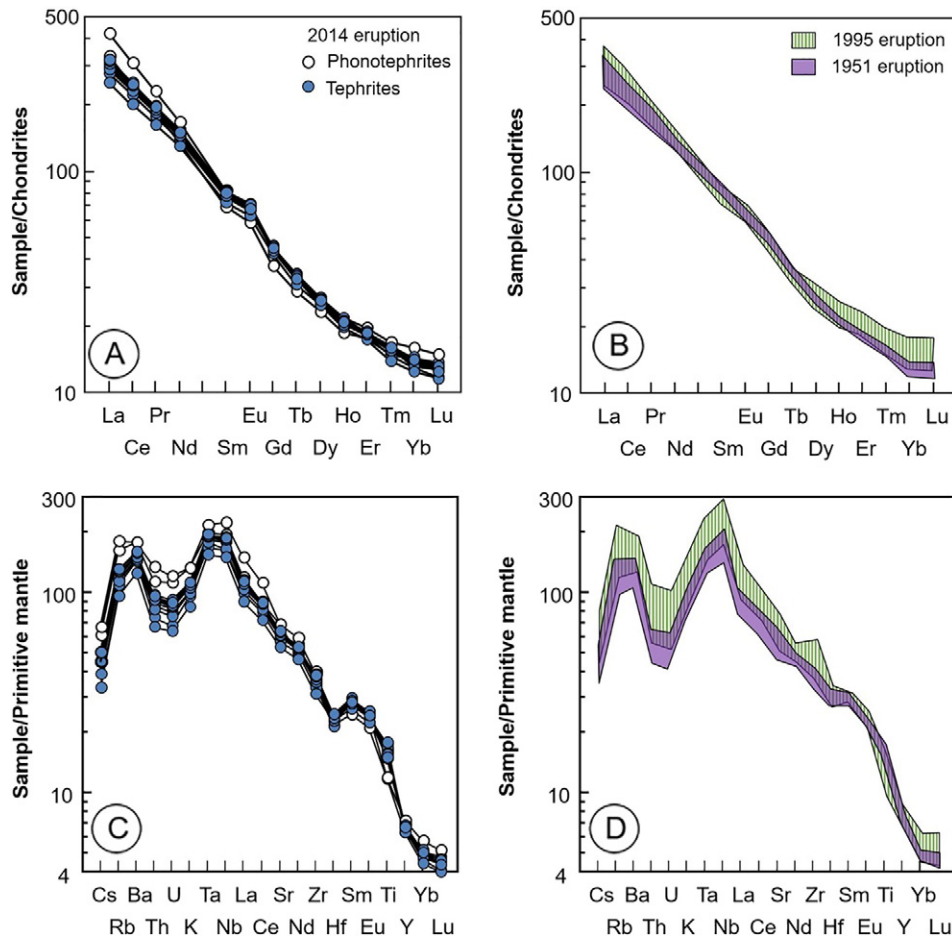 500
100
10
Sample/Chondrites
2014 eruption
Phonotephrites
Tephrites
A
La Pr Eu Tb Ho Tm Lu
Ce Nd Sm Gd Dy Er Yb
500
100
10
Sample/Chondrites
1995 eruption
1951 eruption
B
La Pr Eu Tb Ho Tm Lu
Ce Nd Sm Gd Dy Er Yb
300
100
10
4
Sample/Primitive mantle
C
Cs Ba U Ta La Sr Zr Sm Ti Yb
Rb Th K Nb Ce Nd Hf Eu Y Lu
300
100
10
4
Sample/Primitive mantle
D
Cs Ba U Ta La Sr Zr Sm Ti Yb
Rb Th K Nb Ce Nd Hf Eu Y Lu